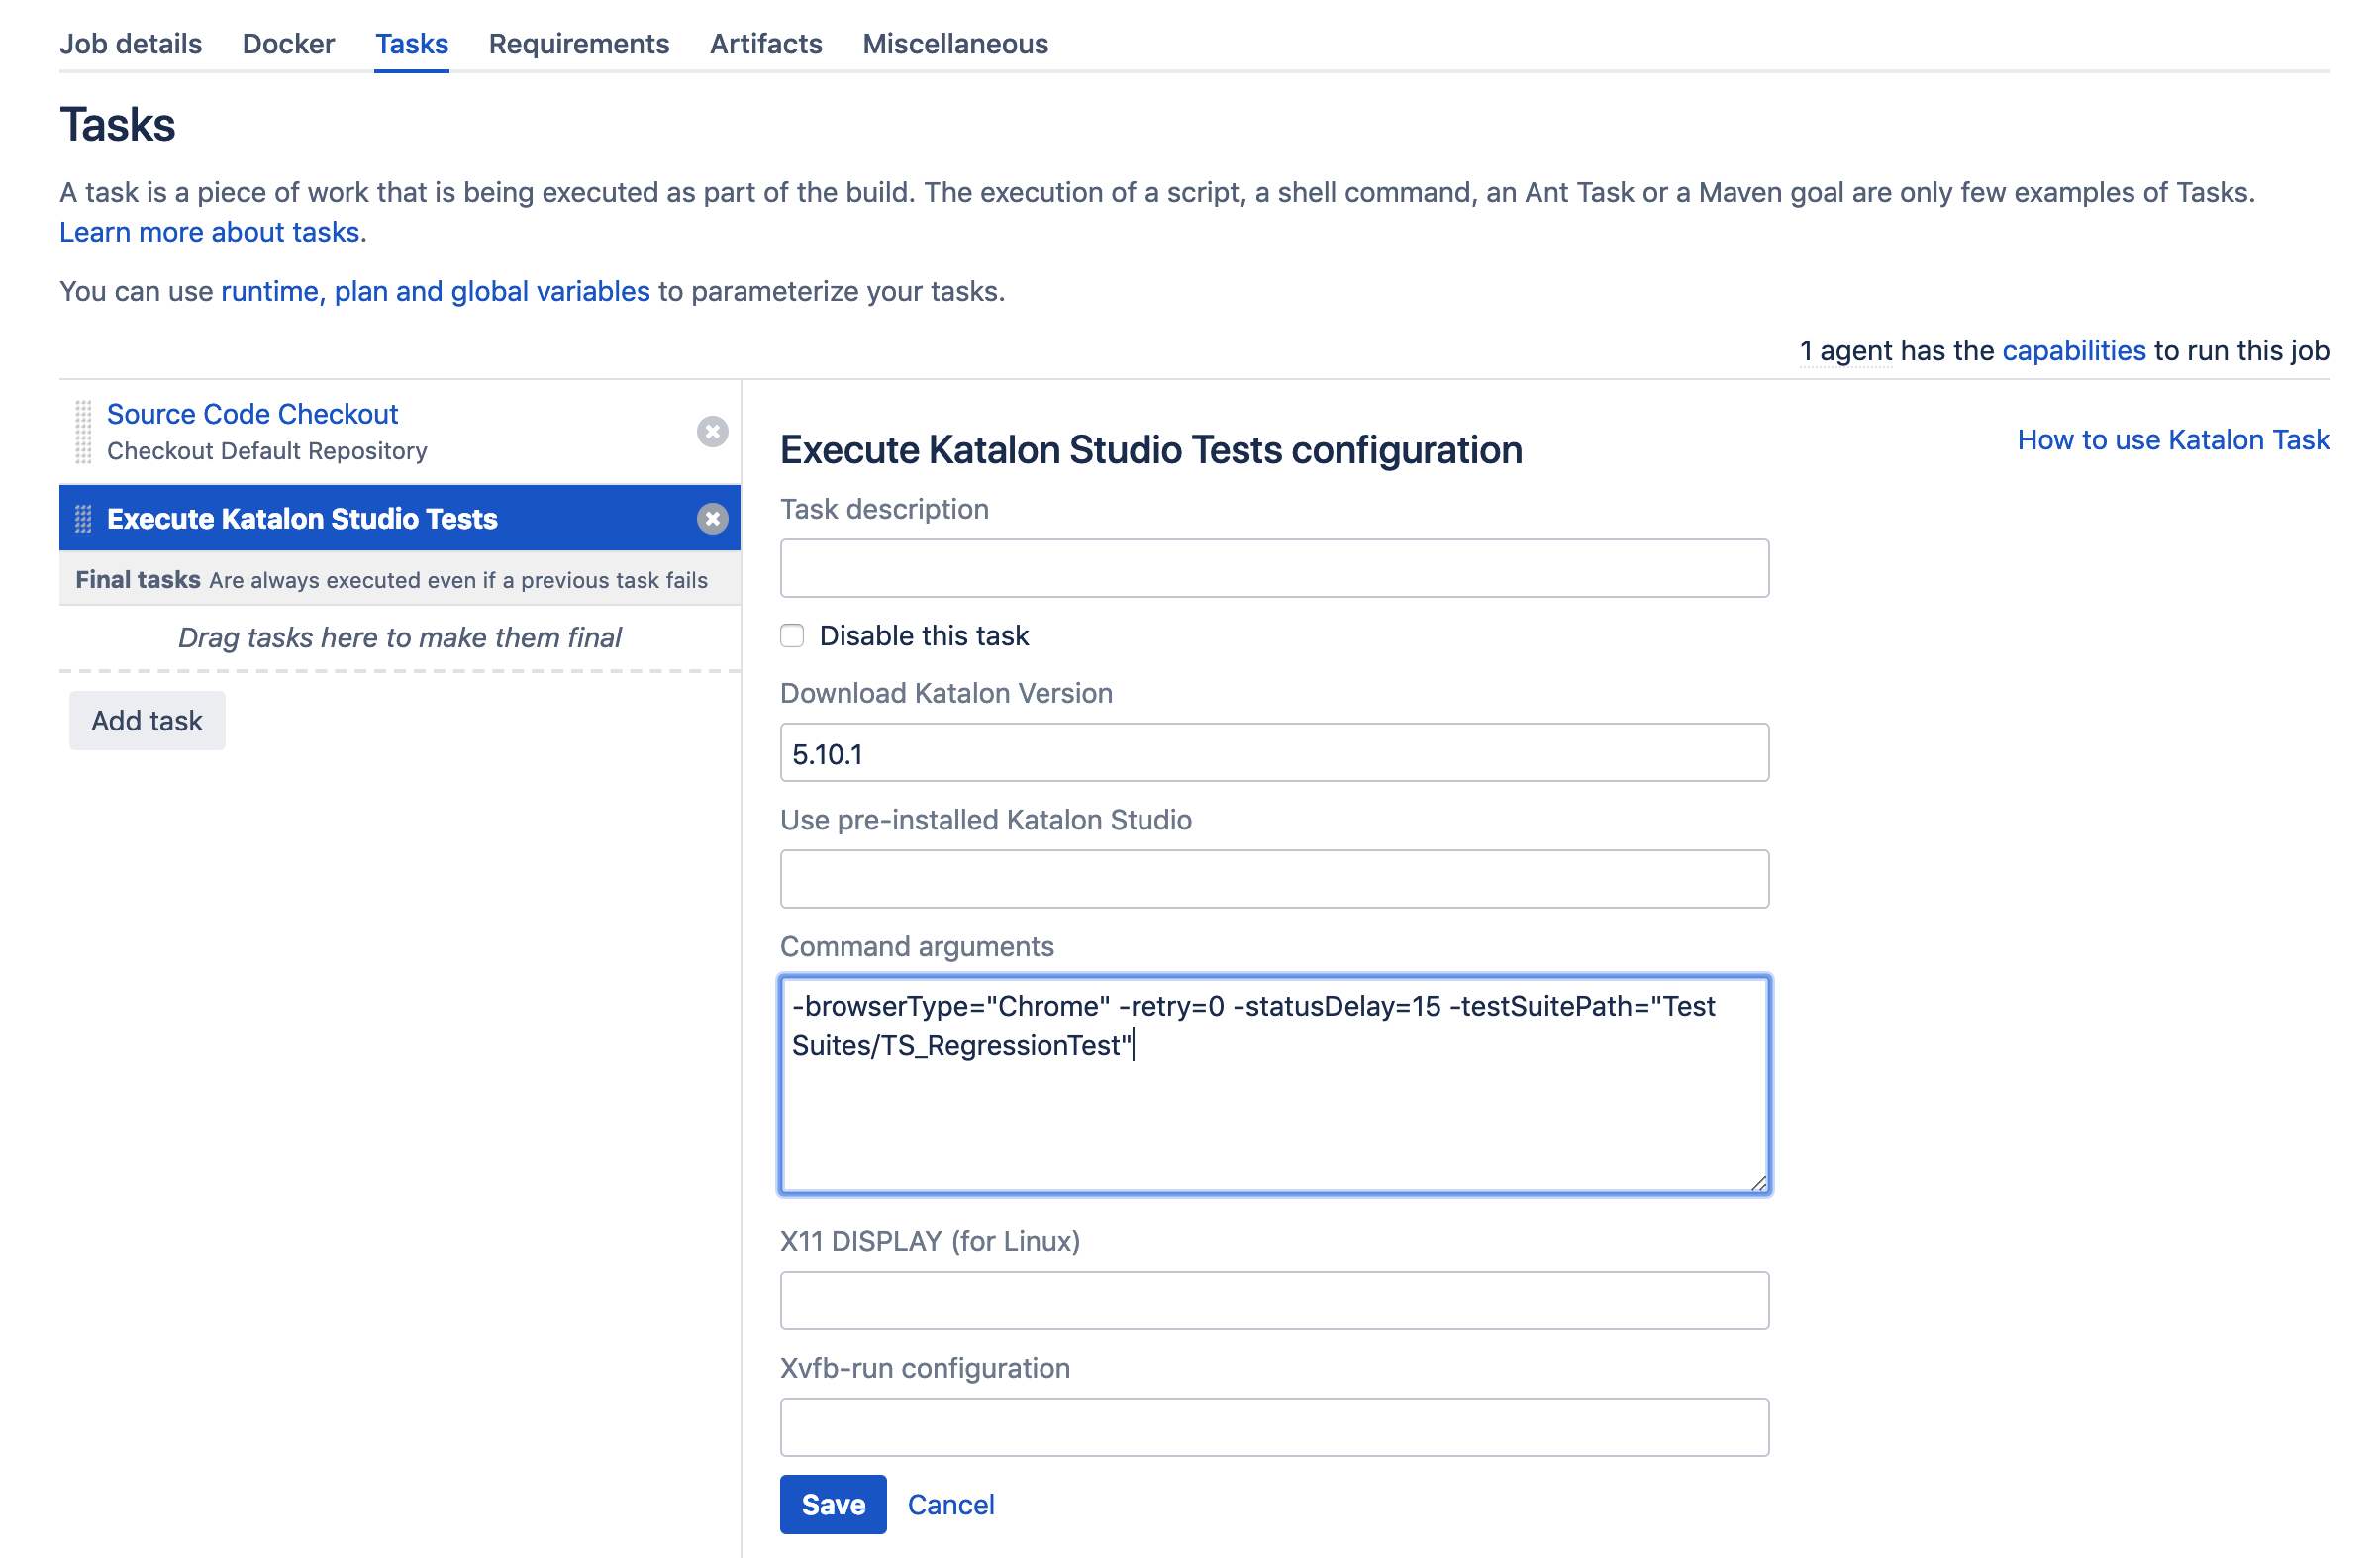 Job details Docker Tasks Requirements Artifacts Miscellaneous
Tasks
A task is a piece of work that is being executed as part of the build. The execution of a script, a shell command, an Ant Task or a Maven goal are only few examples of Tasks.
Learn more about tasks.
You can use runtime, plan and global variables to parameterize your tasks.
1 agent has the capabilities to run this job
Source Code Checkout
Checkout Default Repository
Execute Katalon Studio Tests
Final tasks Are always executed even if a previous task fails
Drag tasks here to make them final
Add task
Execute Katalon Studio Tests configuration
How to use Katalon Task
Task description
Disable this task
Download Katalon Version
5.10.1
Use pre-installed Katalon Studio
Command arguments
-browserType="Chrome" -retry=0 -statusDelay=15 -testSuitePath="Test
Suites/TS_RegressionTest"
X11 DISPLAY (for Linux)
Xvfb-run configuration
Save Cancel